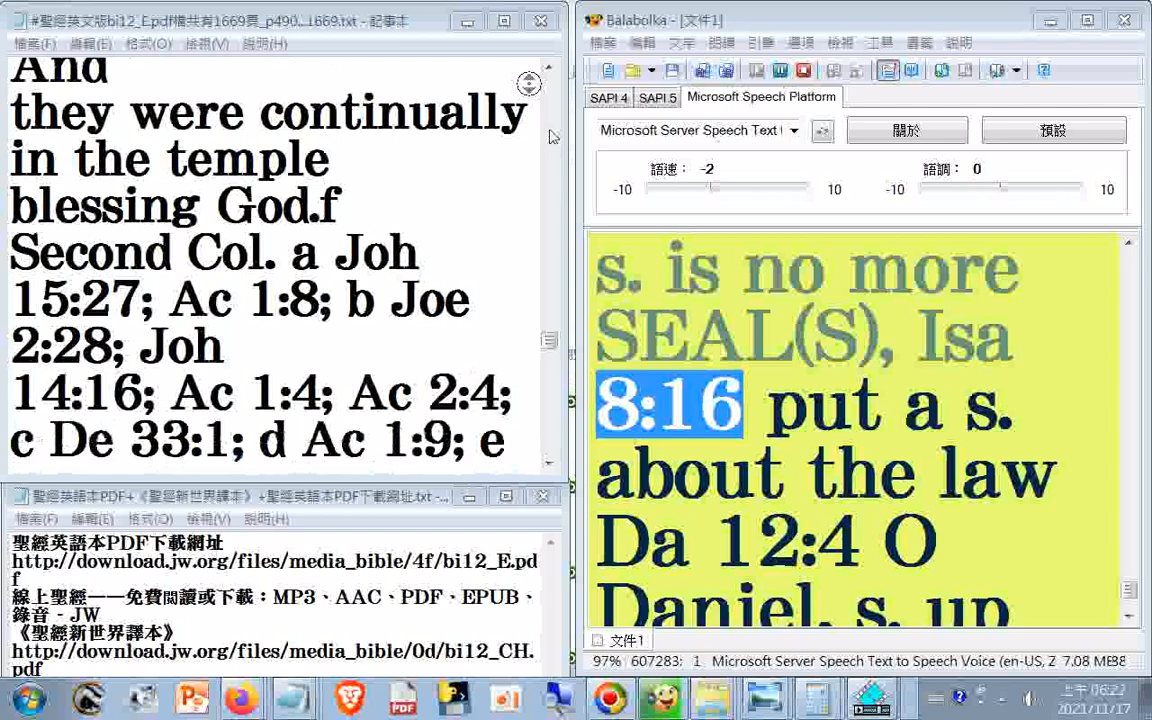 #聖經英文版bi12_E.pdf檔共有1669頁_p490...1669.txt - 記事本
檔案(F) 編輯(E) 格式(O) 檢視(V) 說明(H)
And
they were continually
in the temple
blessing God.f
Second Col. a Joh
15:27; Ac 1:8; b Joe
2:28; Joh
14:16; Ac 1:4; Ac 2:4;
c De 33:1; d Ac 1:9; e
聖經英語本PDF+《聖經新世界譯本》+聖經英語本PDF下載網址.txt - ...
檔案(F) 編輯(E) 格式(O) 檢視(V) 說明(H)
聖經英語本PDF下載網址
http://download.jw.org/files/media_bible/4f/bi12_E.pd
f
線上聖經——免費閱讀或下載：MP3、AAC、PDF、EPUB、
錄音 - JW
《聖經新世界譯本》
http://download.jw.org/files/media_bible/0d/bi12_CH.
pdf
Balabolka - [文件1]
檔案 編輯 文字 朗讀 引擎 選項 檢視 工具 書籤 說明
SAPI 4 SAPI 5 Microsoft Speech Platform
Microsoft Server Speech Text 關於 預設
語速： -2 語調： 0
-10 10 -10 10
s. is no more
SEAL(S), Isa
8:16 put a s.
about the law
Da 12:4 O
Daniel, s. up
文件1
97% 607283: 1 Microsoft Server Speech Text to Speech Voice (en-US, Z 7.08 MB
PDF
上午 06:22
2021/11/17